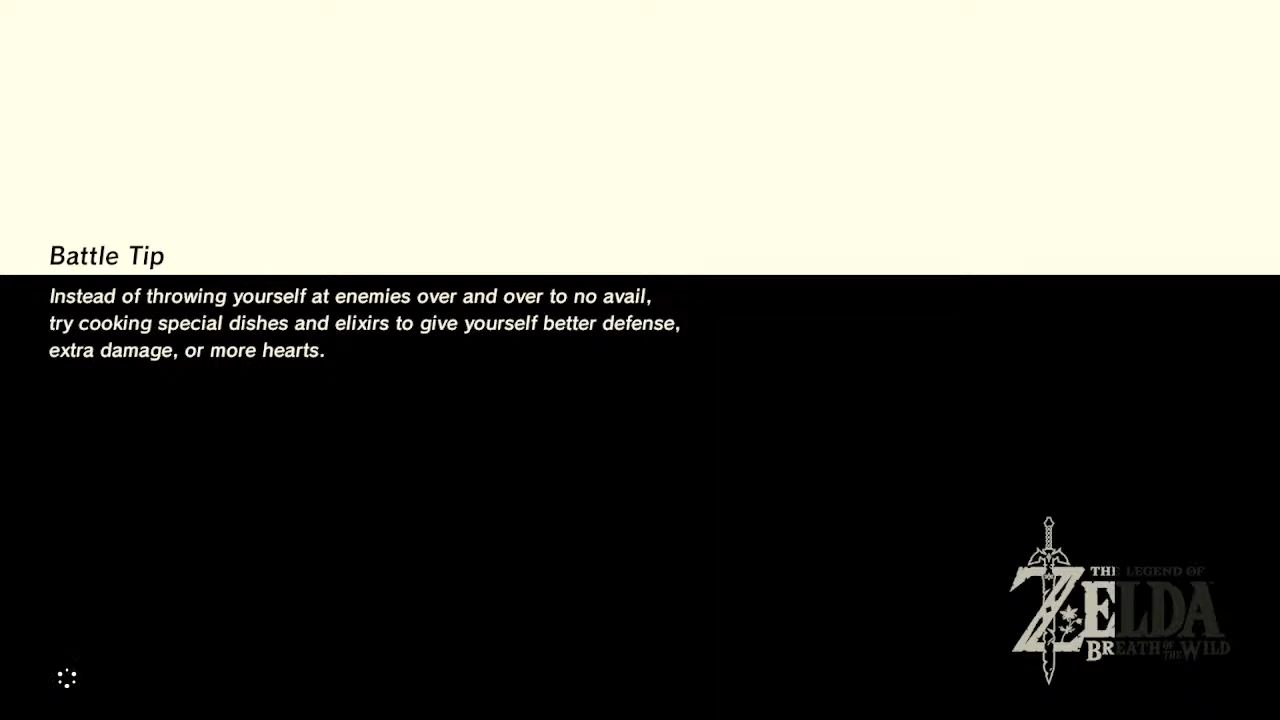 Battle Tip
Instead of throwing yourself at enemies over and over to no avail,
try cooking special dishes and elixirs to give yourself better defense,
extra damage, or more hearts.
THE LEGEND OF
ZELDA
BREATH OF THE WILD